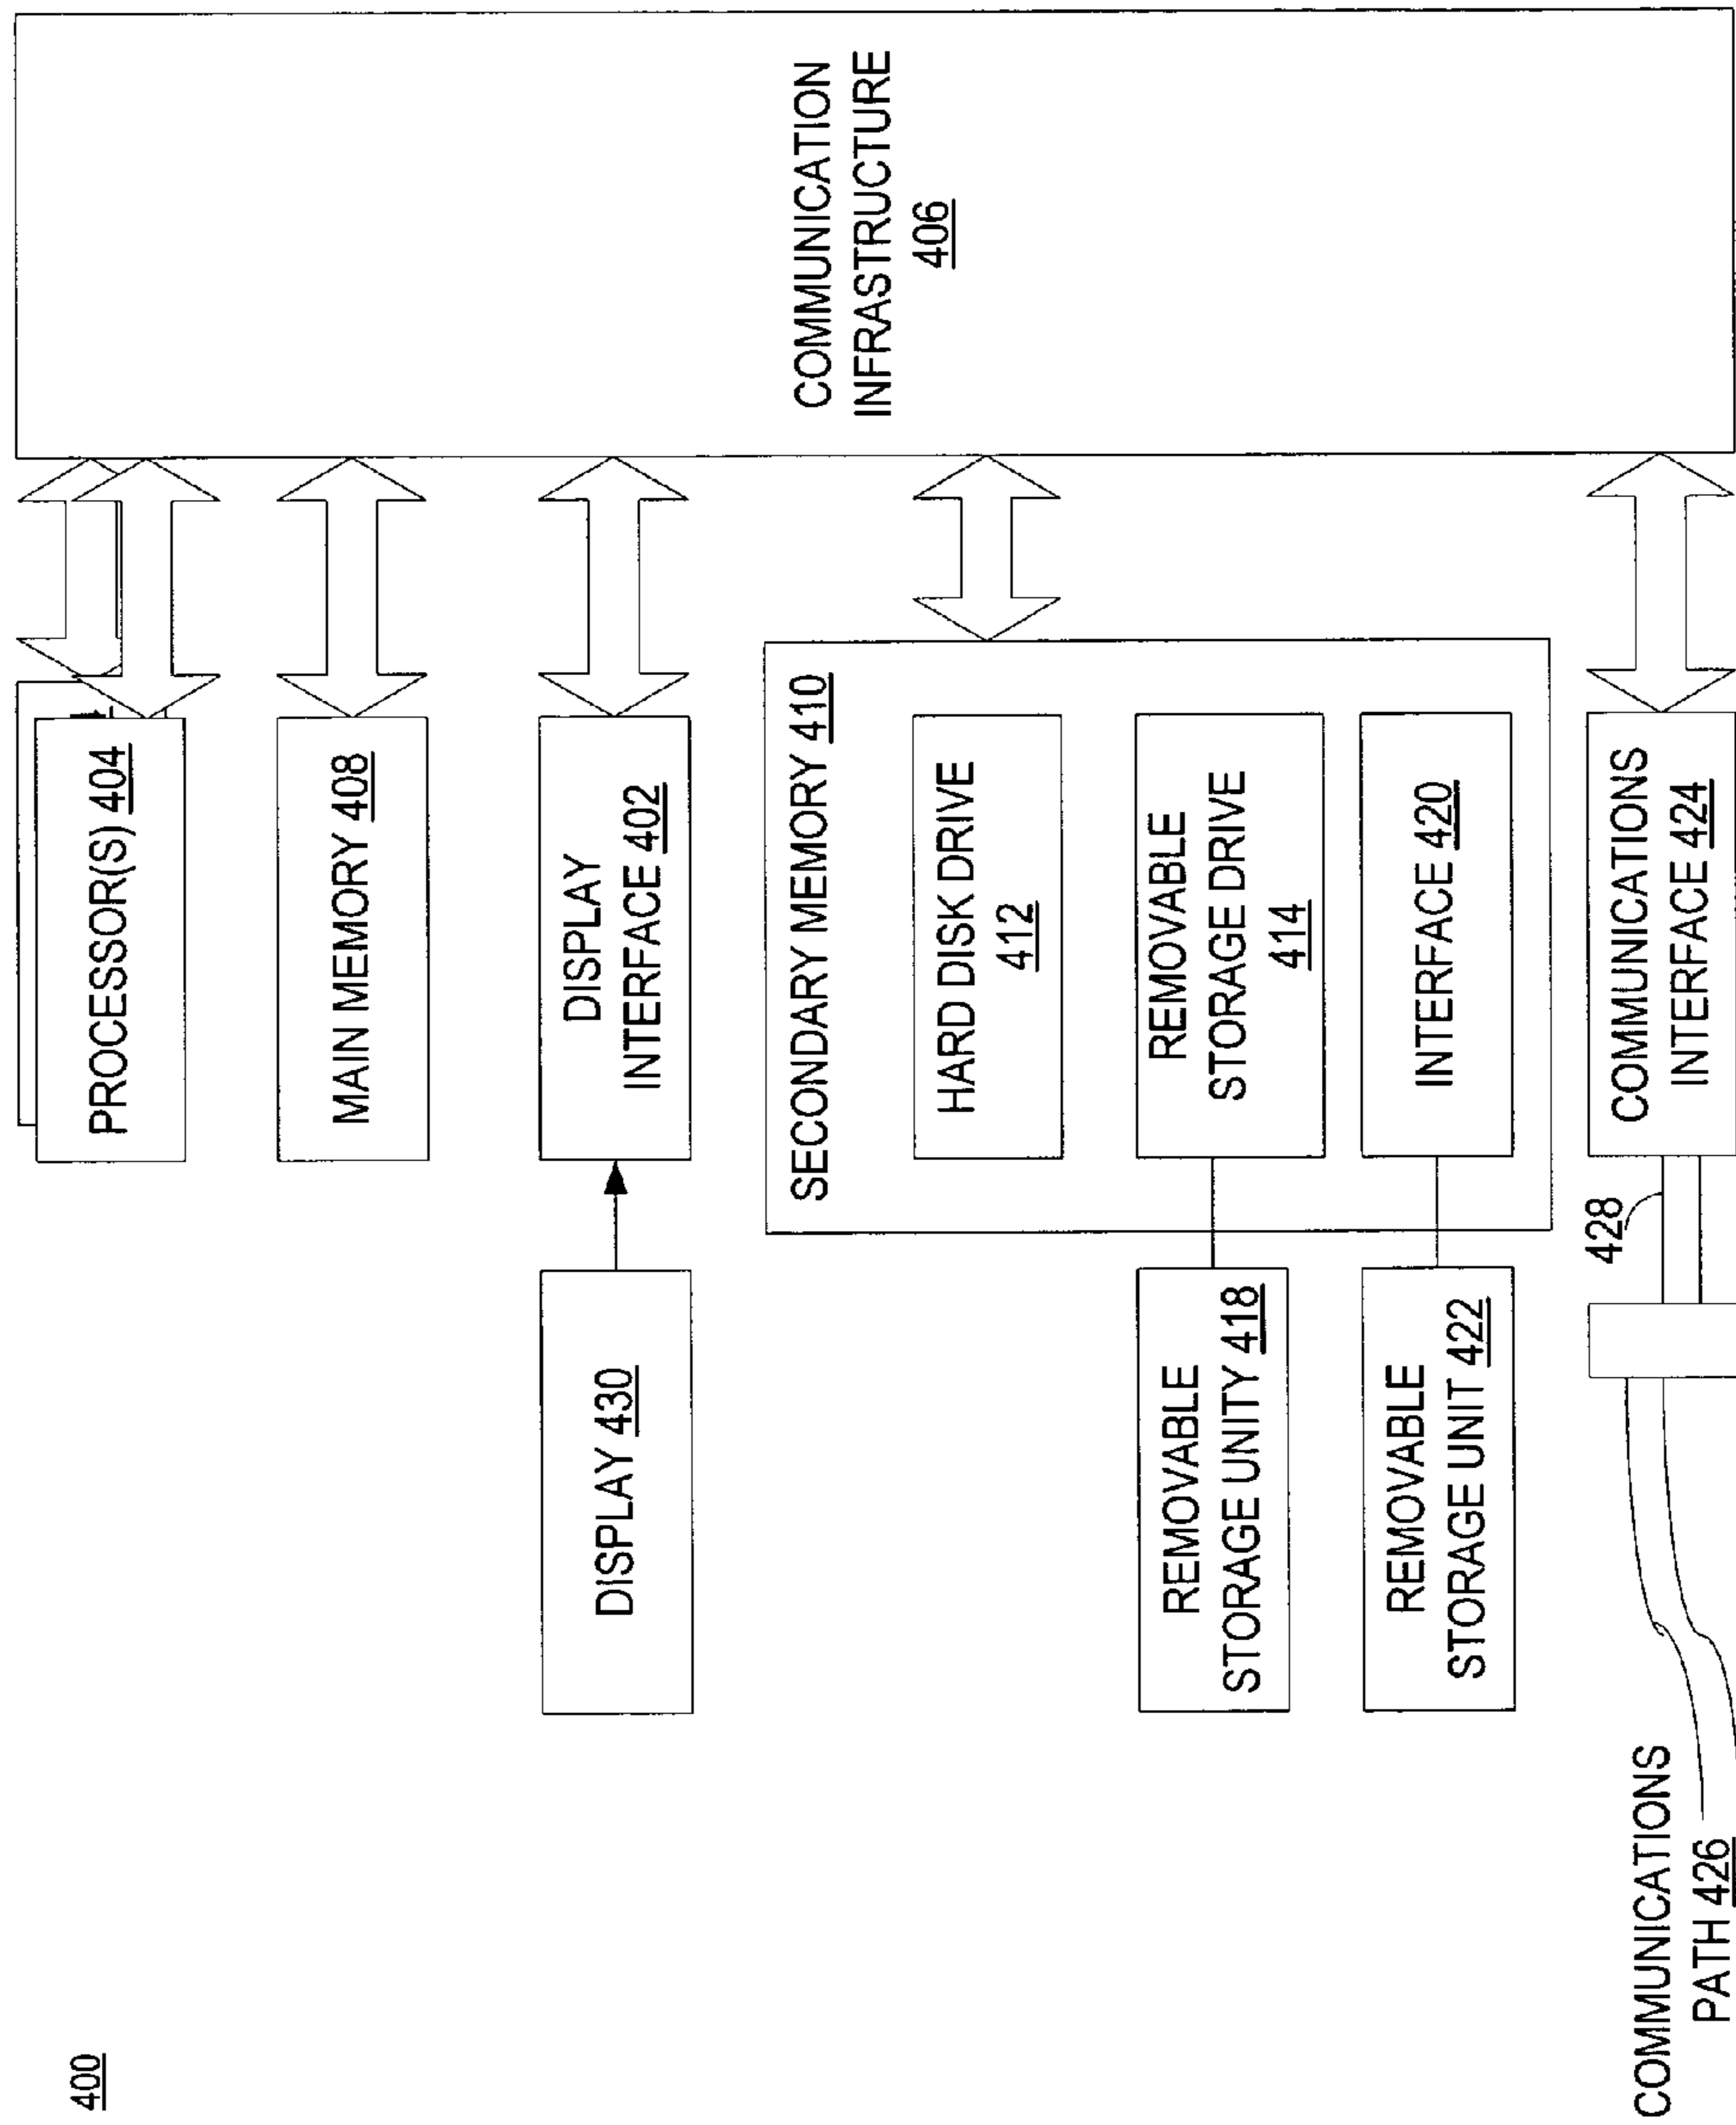 400
PROCESSOR(S) 404
MAIN MEMORY 408
DISPLAY
INTERFACE 402
DISPLAY 430
COMMUNICATION
INFRASTRUCTURE
406
SECONDARY MEMORY 410
HARD DISK DRIVE
412
REMOVABLE
STORAGE DRIVE
414
INTERFACE 420
REMOVABLE
STORAGE UNITY 418
REMOVABLE
STORAGE UNIT 422
428
COMMUNICATIONS
INTERFACE 424
COMMUNICATIONS
PATH 426